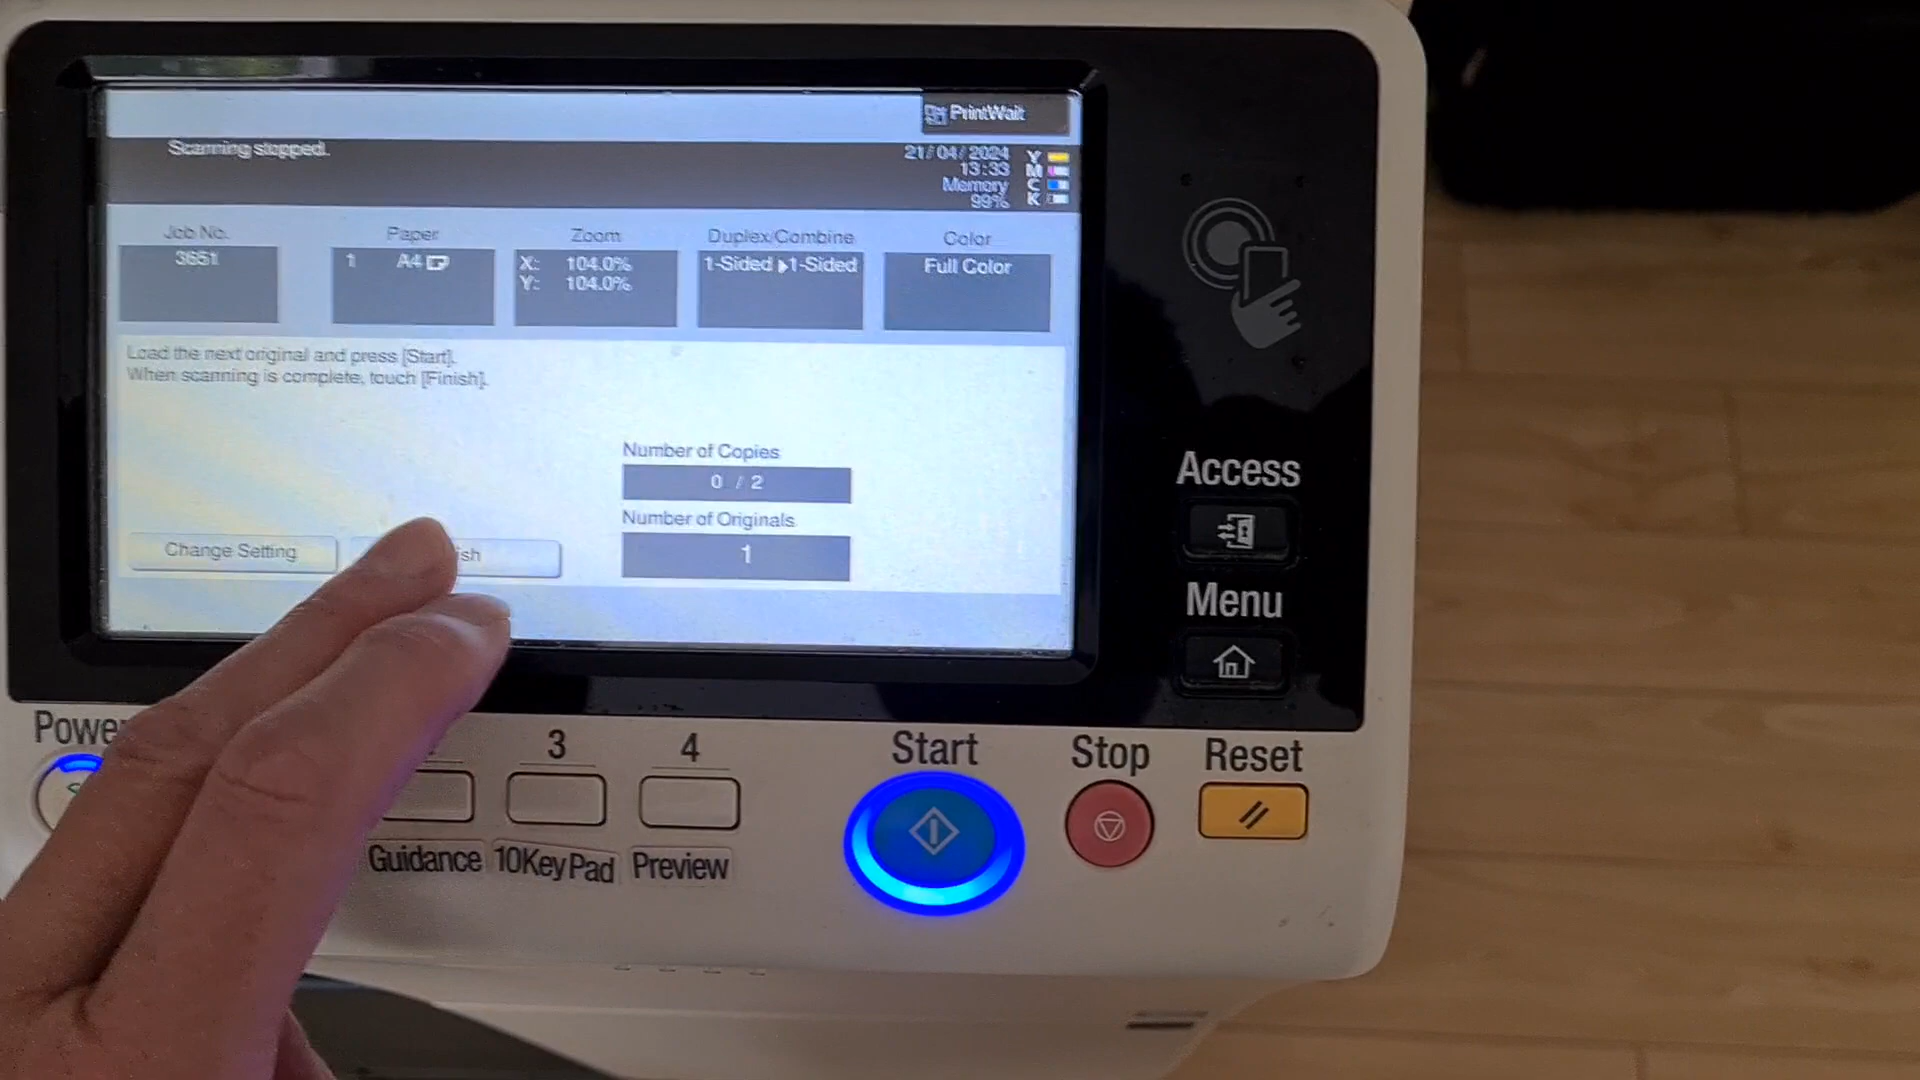 PrintWait
Scanning stopped.
21/04/2024
13:33
Memory
99%
Y
M
C
K
Job No.
3651
Paper
1 A4
Zoom
X: 104.0%
Y: 104.0%
Duplex/Combine
1-Sided 1-Sided
Color
Full Color
Load the next original and press [Start].
When scanning is complete, touch [Finish].
Number of Copies
0 / 2
Number of Originals
1
Change Setting
ish
Access
Menu
Power
3
4
Start
Stop
Reset
Guidance
10KeyPad
Preview